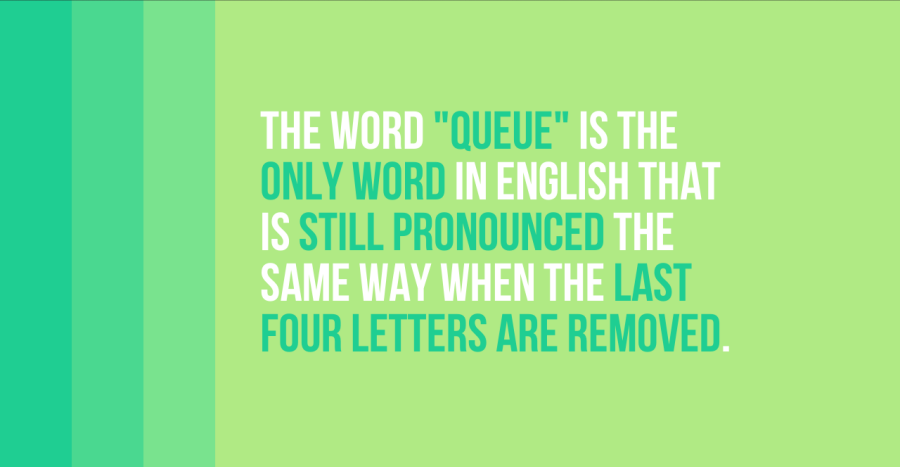 THE WORD "QUEUE" IS THE
ONLY WORD IN ENGLISH THAT
IS STILL PRONOUNCED THE
SAME WAY WHEN THE LAST
FOUR LETTERS ARE REMOVED.